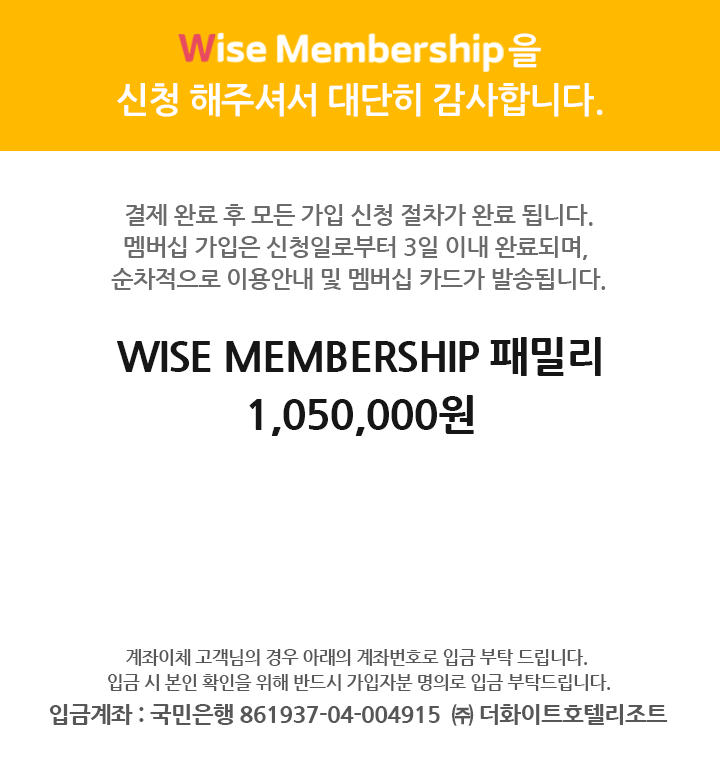 Wise Membership을
신청 해주셔서 대단히 감사합니다.
결제 완료 후 모든 가입 신청 절차가 완료 됩니다.
멤버십 가입은 신청일로부터 3일 이내 완료되며,
순차적으로 이용안내 및 멤버십 카드가 발송됩니다.
WISE MEMBERSHIP 패밀리
1,050,000원
계좌이체 고객님의 경우 아래의 계좌번호로 입금 부탁 드립니다.
입금 시 본인 확인을 위해 반드시 가입자분 명의로 입금 부탁드립니다.
입금계좌 : 국민은행 861937-04-004915 ㈜ 더화이트호텔리조트